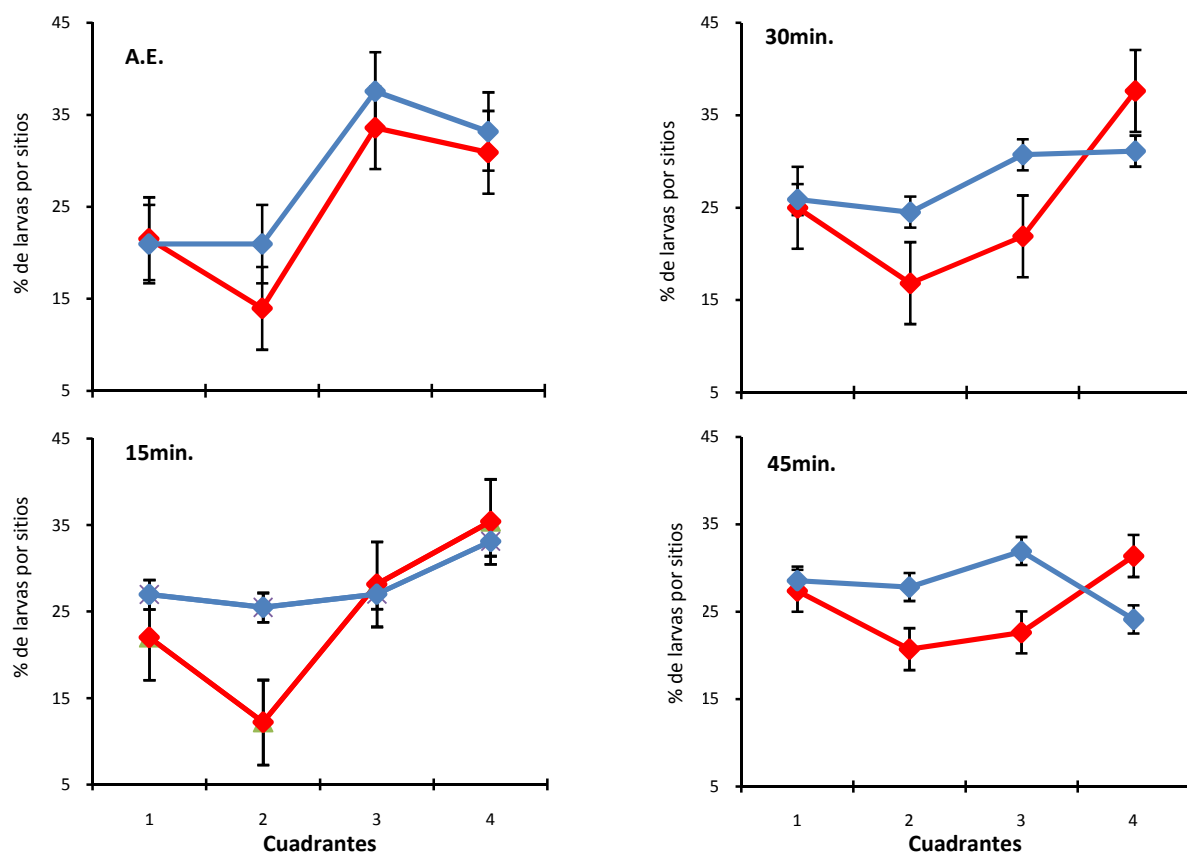 A.E.
% de larvas por sitios
45
35
25
15
5
30min.
% de larvas por sitios
45
35
25
15
5
15min.
% de larvas por sitios
45
35
25
15
5
1 2 3 4
Cuadrantes
45min.
% de larvas por sitios
45
35
25
15
5
1 2 3 4
Cuadrantes